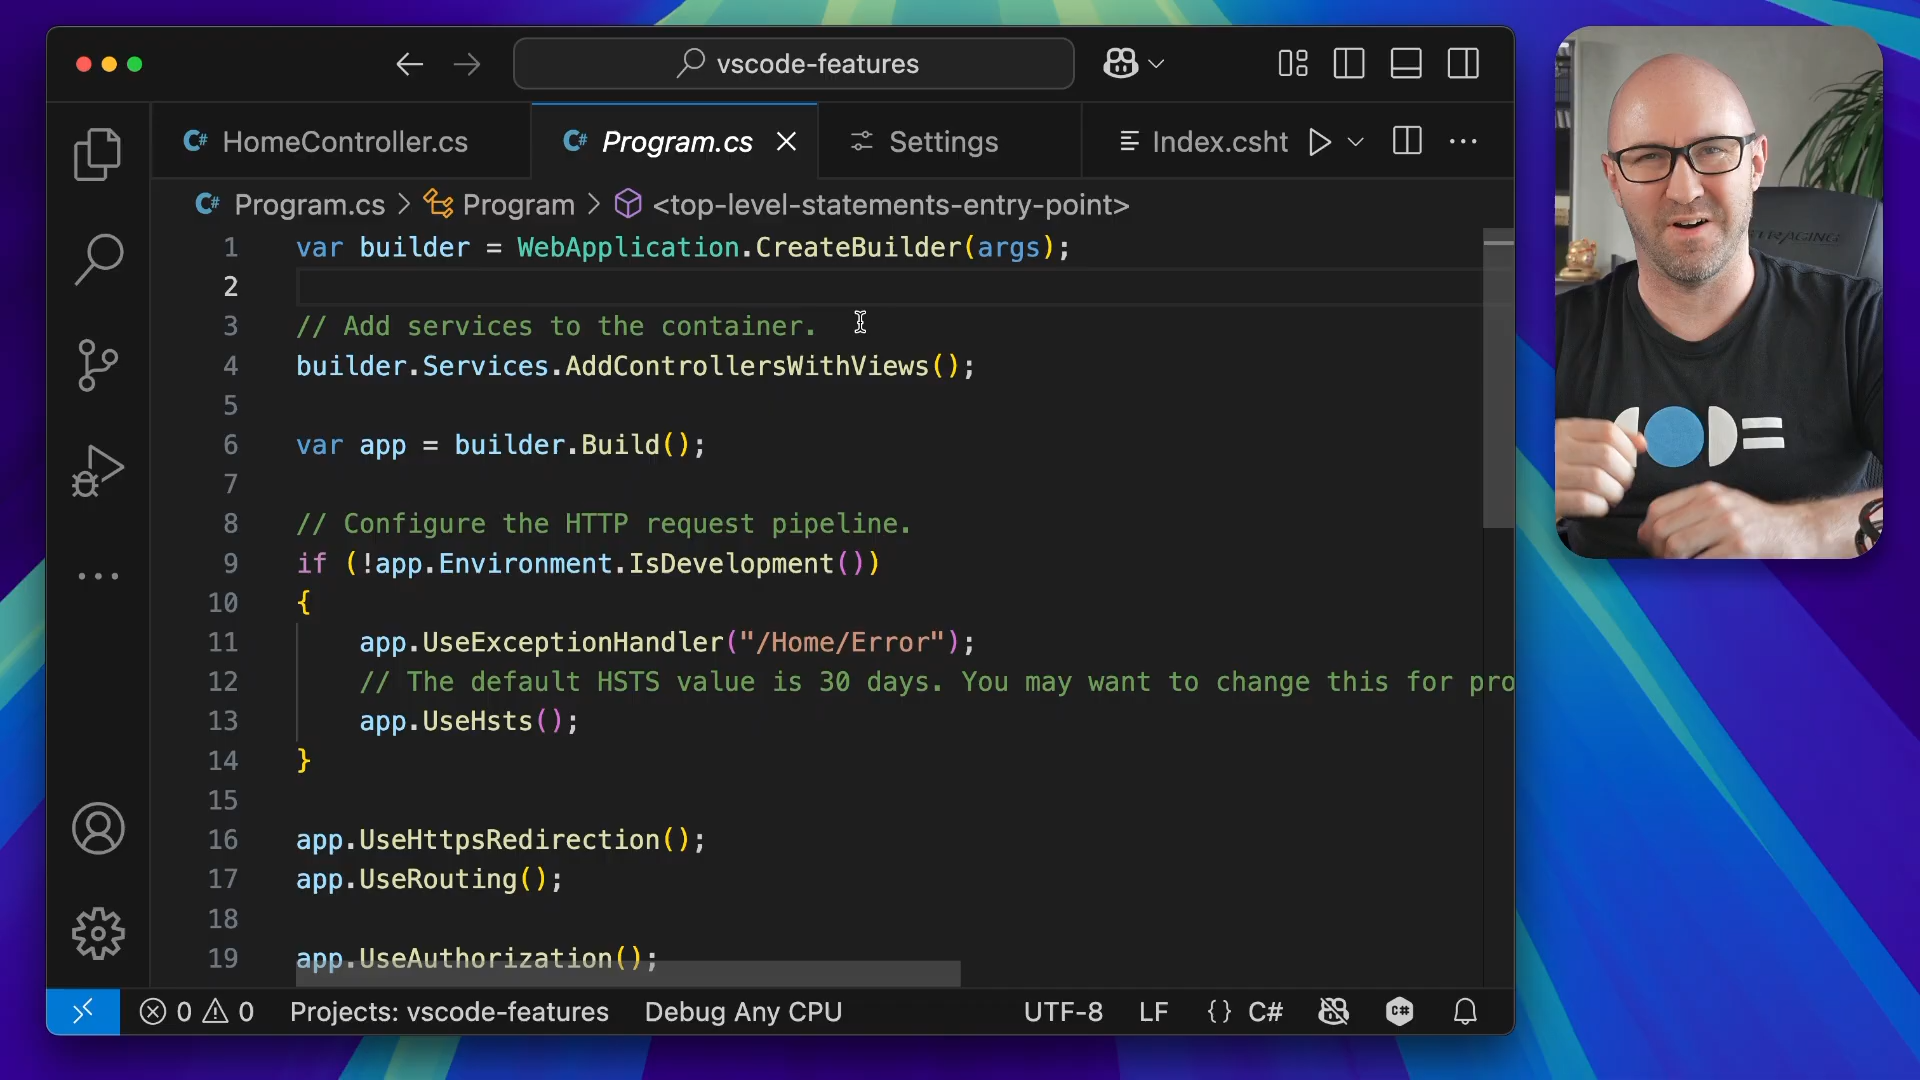 vscode-features
HomeController.cs
Program.cs
Settings
Index.csht
Program.cs > Program > <top-level-statements-entry-point>
1 var builder = WebApplication.CreateBuilder(args);
2
3 // Add services to the container.
4 builder.Services.AddControllersWithViews();
5
6 var app = builder.Build();
7
8 // Configure the HTTP request pipeline.
9 if (!app.Environment.IsDevelopment())
10 {
11 app.UseExceptionHandler("/Home/Error");
12 // The default HSTS value is 30 days. You may want to change this for pro
13 app.UseHsts();
14 }
15
16 app.UseHttpsRedirection();
17 app.UseRouting();
18
19 app.UseAuthorization();
0 0 Projects: vscode-features Debug Any CPU UTF-8 LF {} C# C#